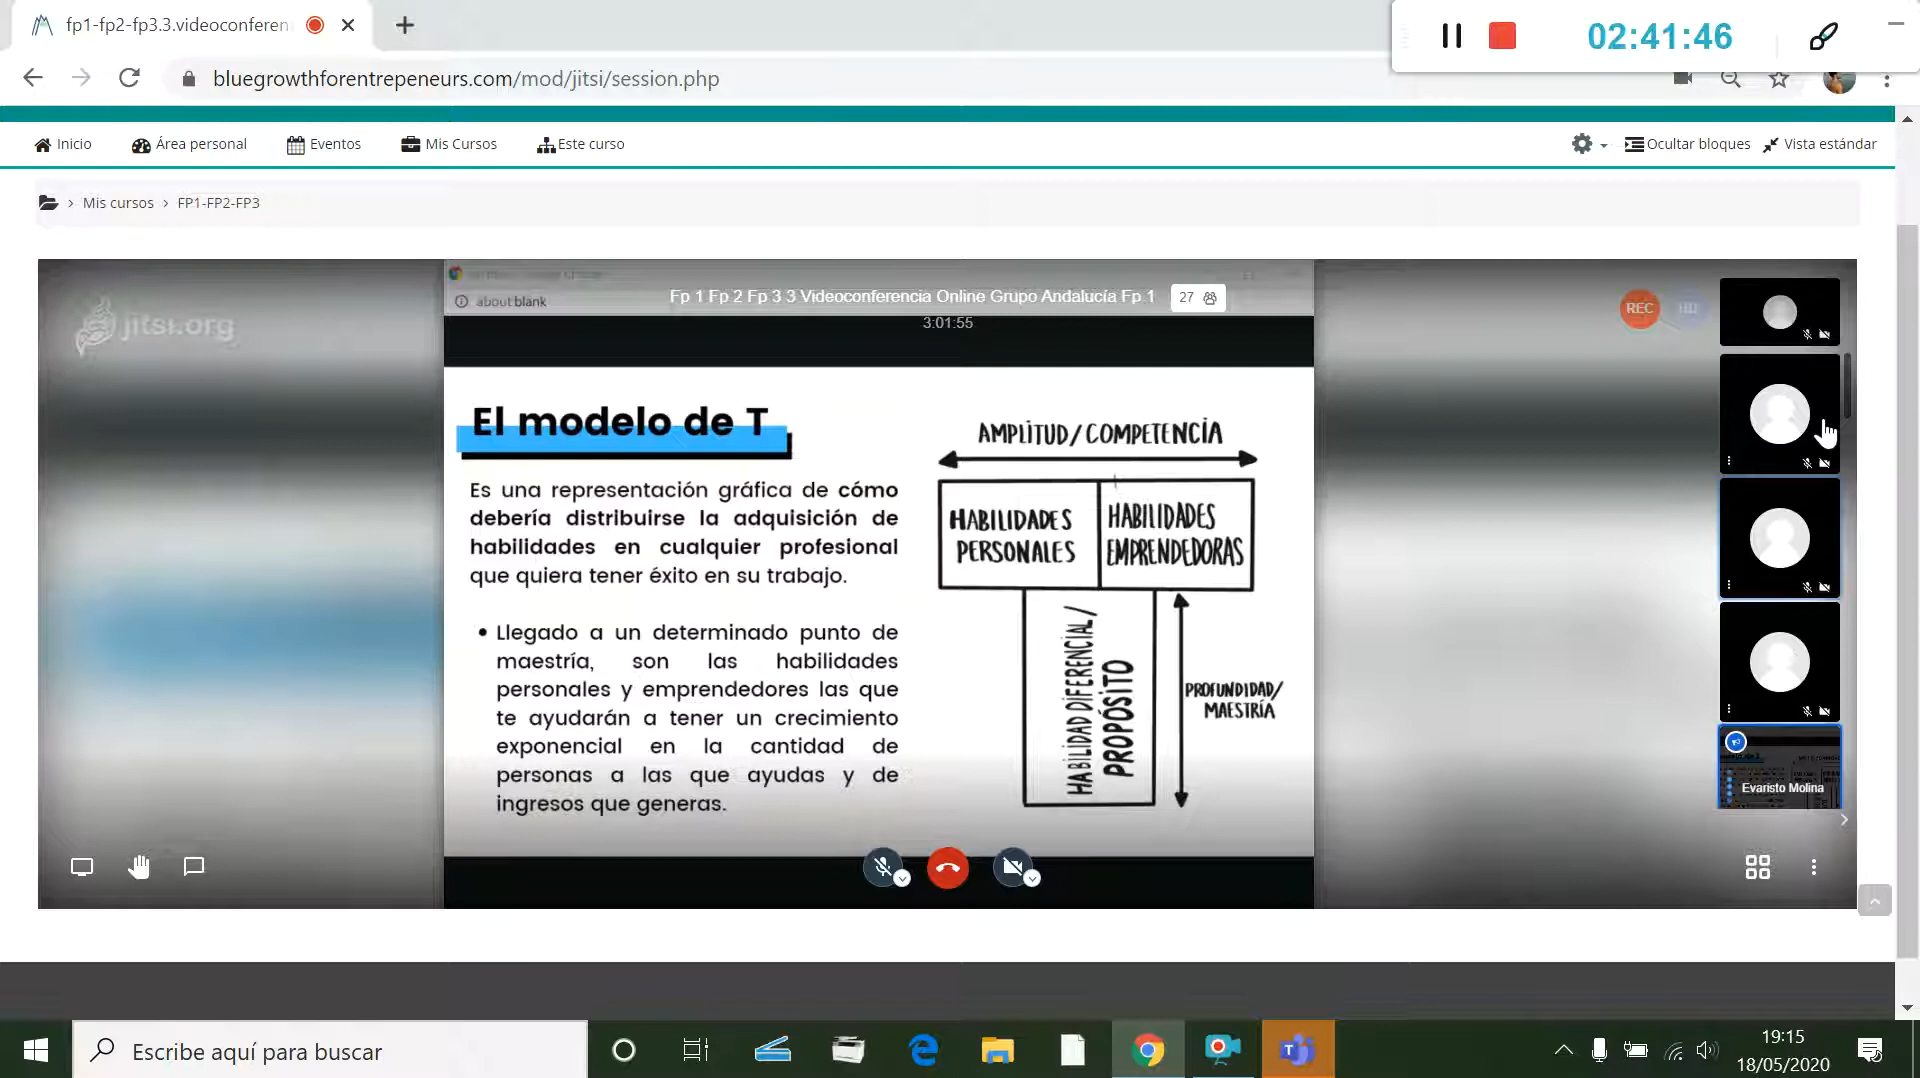 fp1-fp2-fp3.3.videoconferen
02:41:46
bluegrowthforentrepeneurs.com/mod/jitsi/session.php
Inicio
Área personal
Eventos
Mis Cursos
Este curso
Ocultar bloques
Vista estándar
Mis cursos
FP1-FP2-FP3
jitsi.org
about:blank
Fp 1 Fp 2 Fp 3 3 Videoconferencia Online Grupo Andalucía Fp 1
27
3:01:55
REC
HD
El modelo de T
Es una representación gráfica de cómo
debería distribuirse la adquisición de
habilidades en cualquier profesional
que quiera tener éxito en su trabajo.
• Llegado a un determinado punto de
maestría, son las habilidades
personales y emprendedores las que
te ayudarán a tener un crecimiento
exponencial en la cantidad de
personas a las que ayudas y de
ingresos que generas.
AMPLITUD/COMPETENCIA
HABILIDADES
PERSONALES
HABILIDADES
EMPRENDEDORAS
HABILIDAD DIFERENCIAL/
PROPÓSITO
PROFUNDIDAD/
MAESTRÍA
Evaristo Molina
Escribe aquí para buscar
19:15
18/05/2020